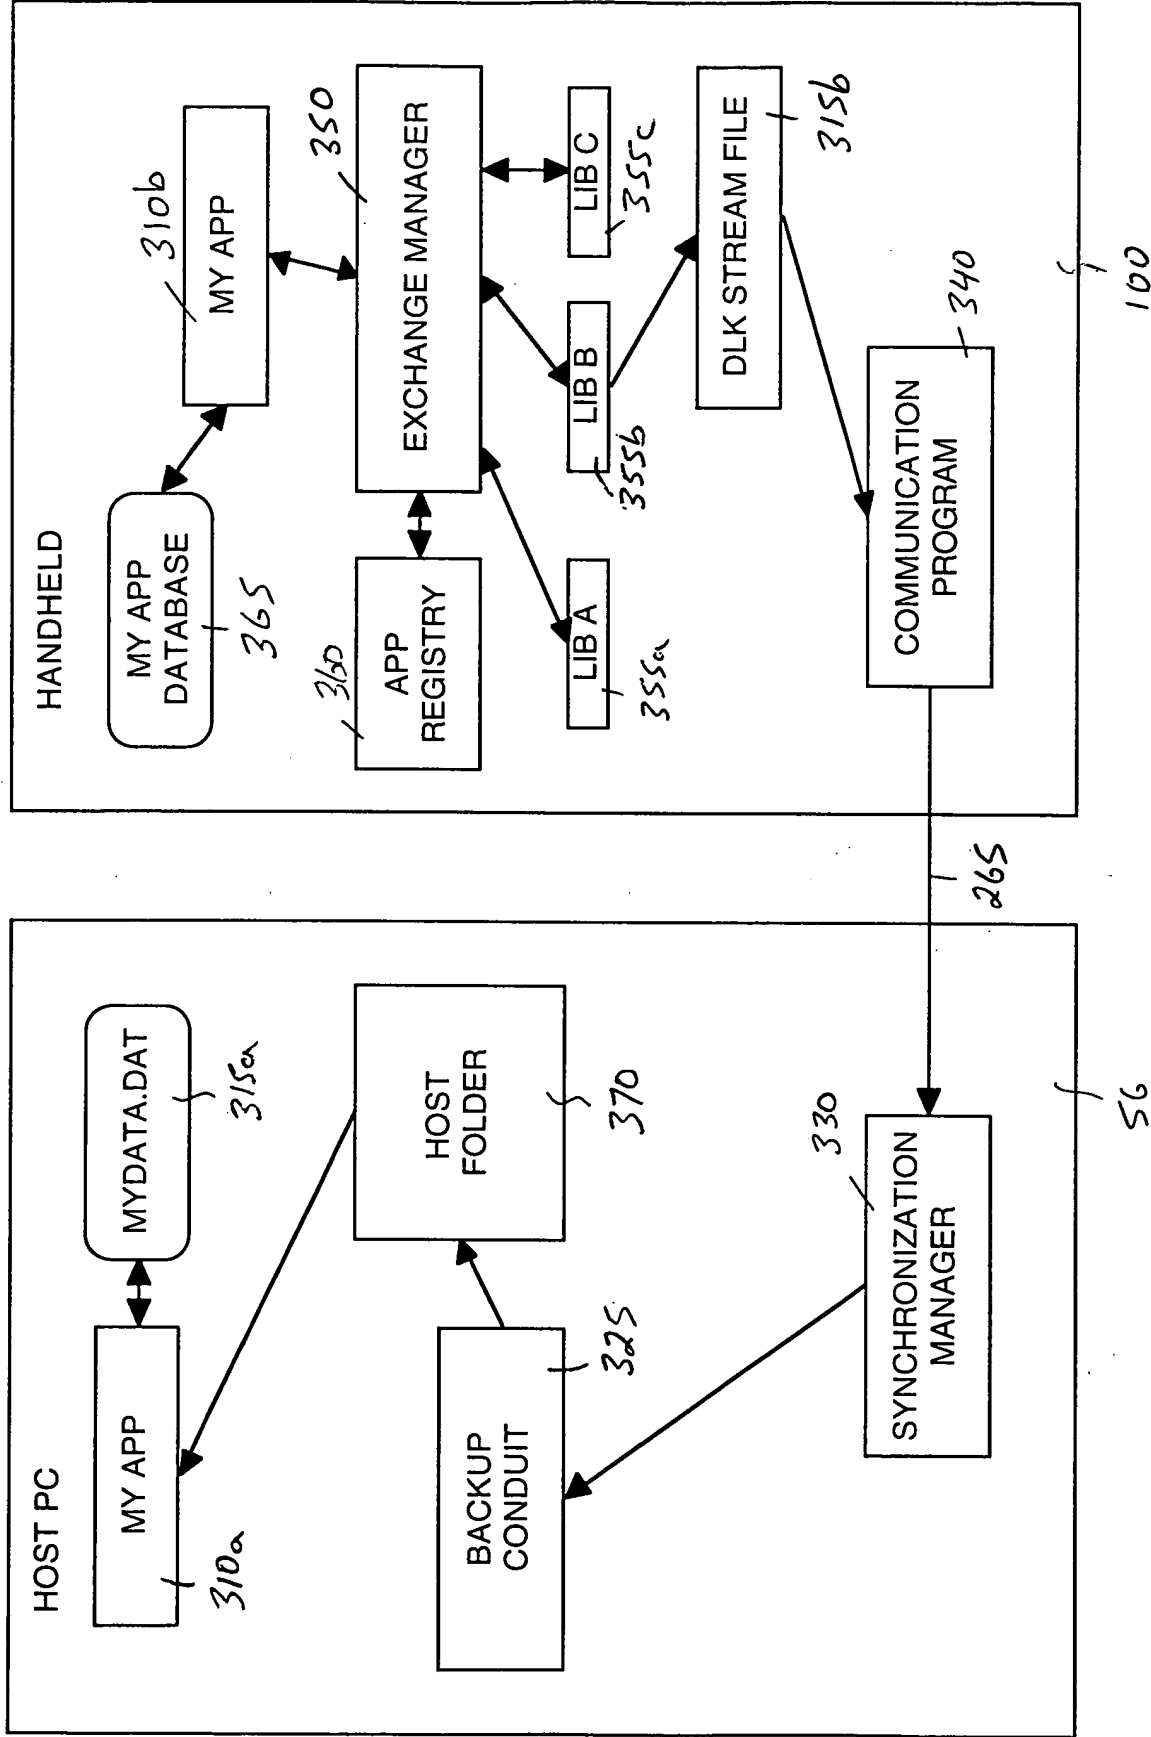 HOST PC
MY APP
310a
MYDATA.DAT
315a
HOST
FOLDER
370
BACKUP
CONDUIT
325
SYNCHRONIZATION
MANAGER
330
56
265
HANDHELD
MY APP
DATABASE
365
MY APP
310b
APP
REGISTRY
360
EXCHANGE MANAGER
350
LIB A
355a
LIB B
355b
LIB C
355c
DLK STREAM FILE
315b
COMMUNICATION
PROGRAM
340
100